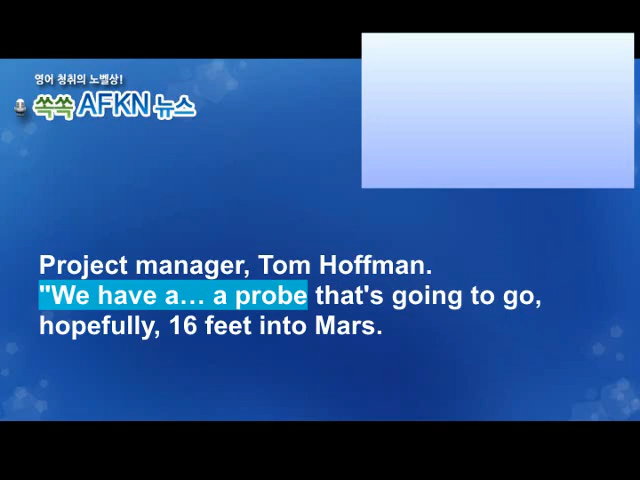 영어 청취의 노벨상!
쏙쏙 AFKN 뉴스
Project manager, Tom Hoffman.
"We have a… a probe that's going to go,
hopefully, 16 feet into Mars.